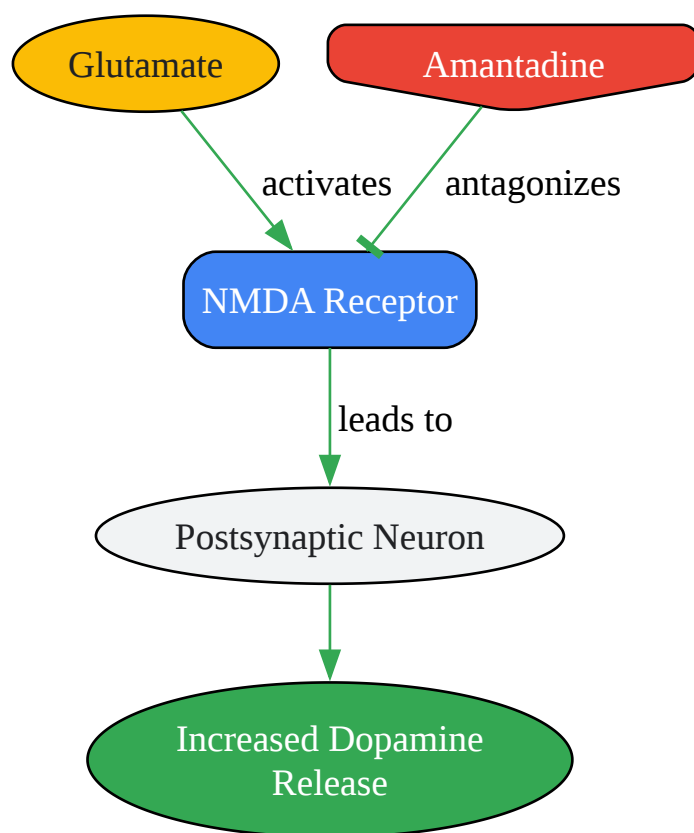 Glutamate
Amantadine
activates
antagonizes
NMDA Receptor
leads to
Postsynaptic Neuron
Increased Dopamine
Release